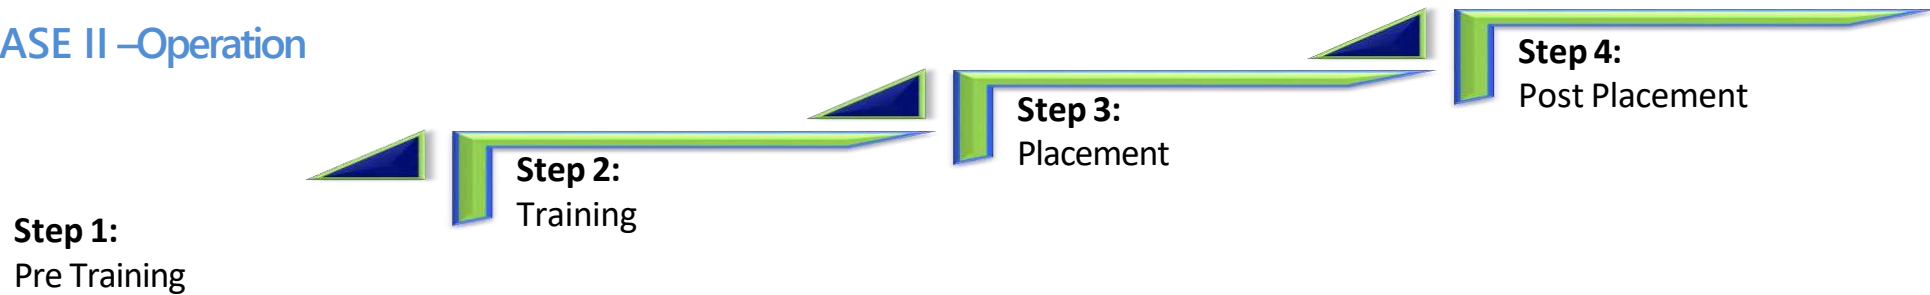 ASE II –Operation
Step 1:
Pre Training
Step 2:
Training
Step 3:
Placement
Step 4:
Post Placement